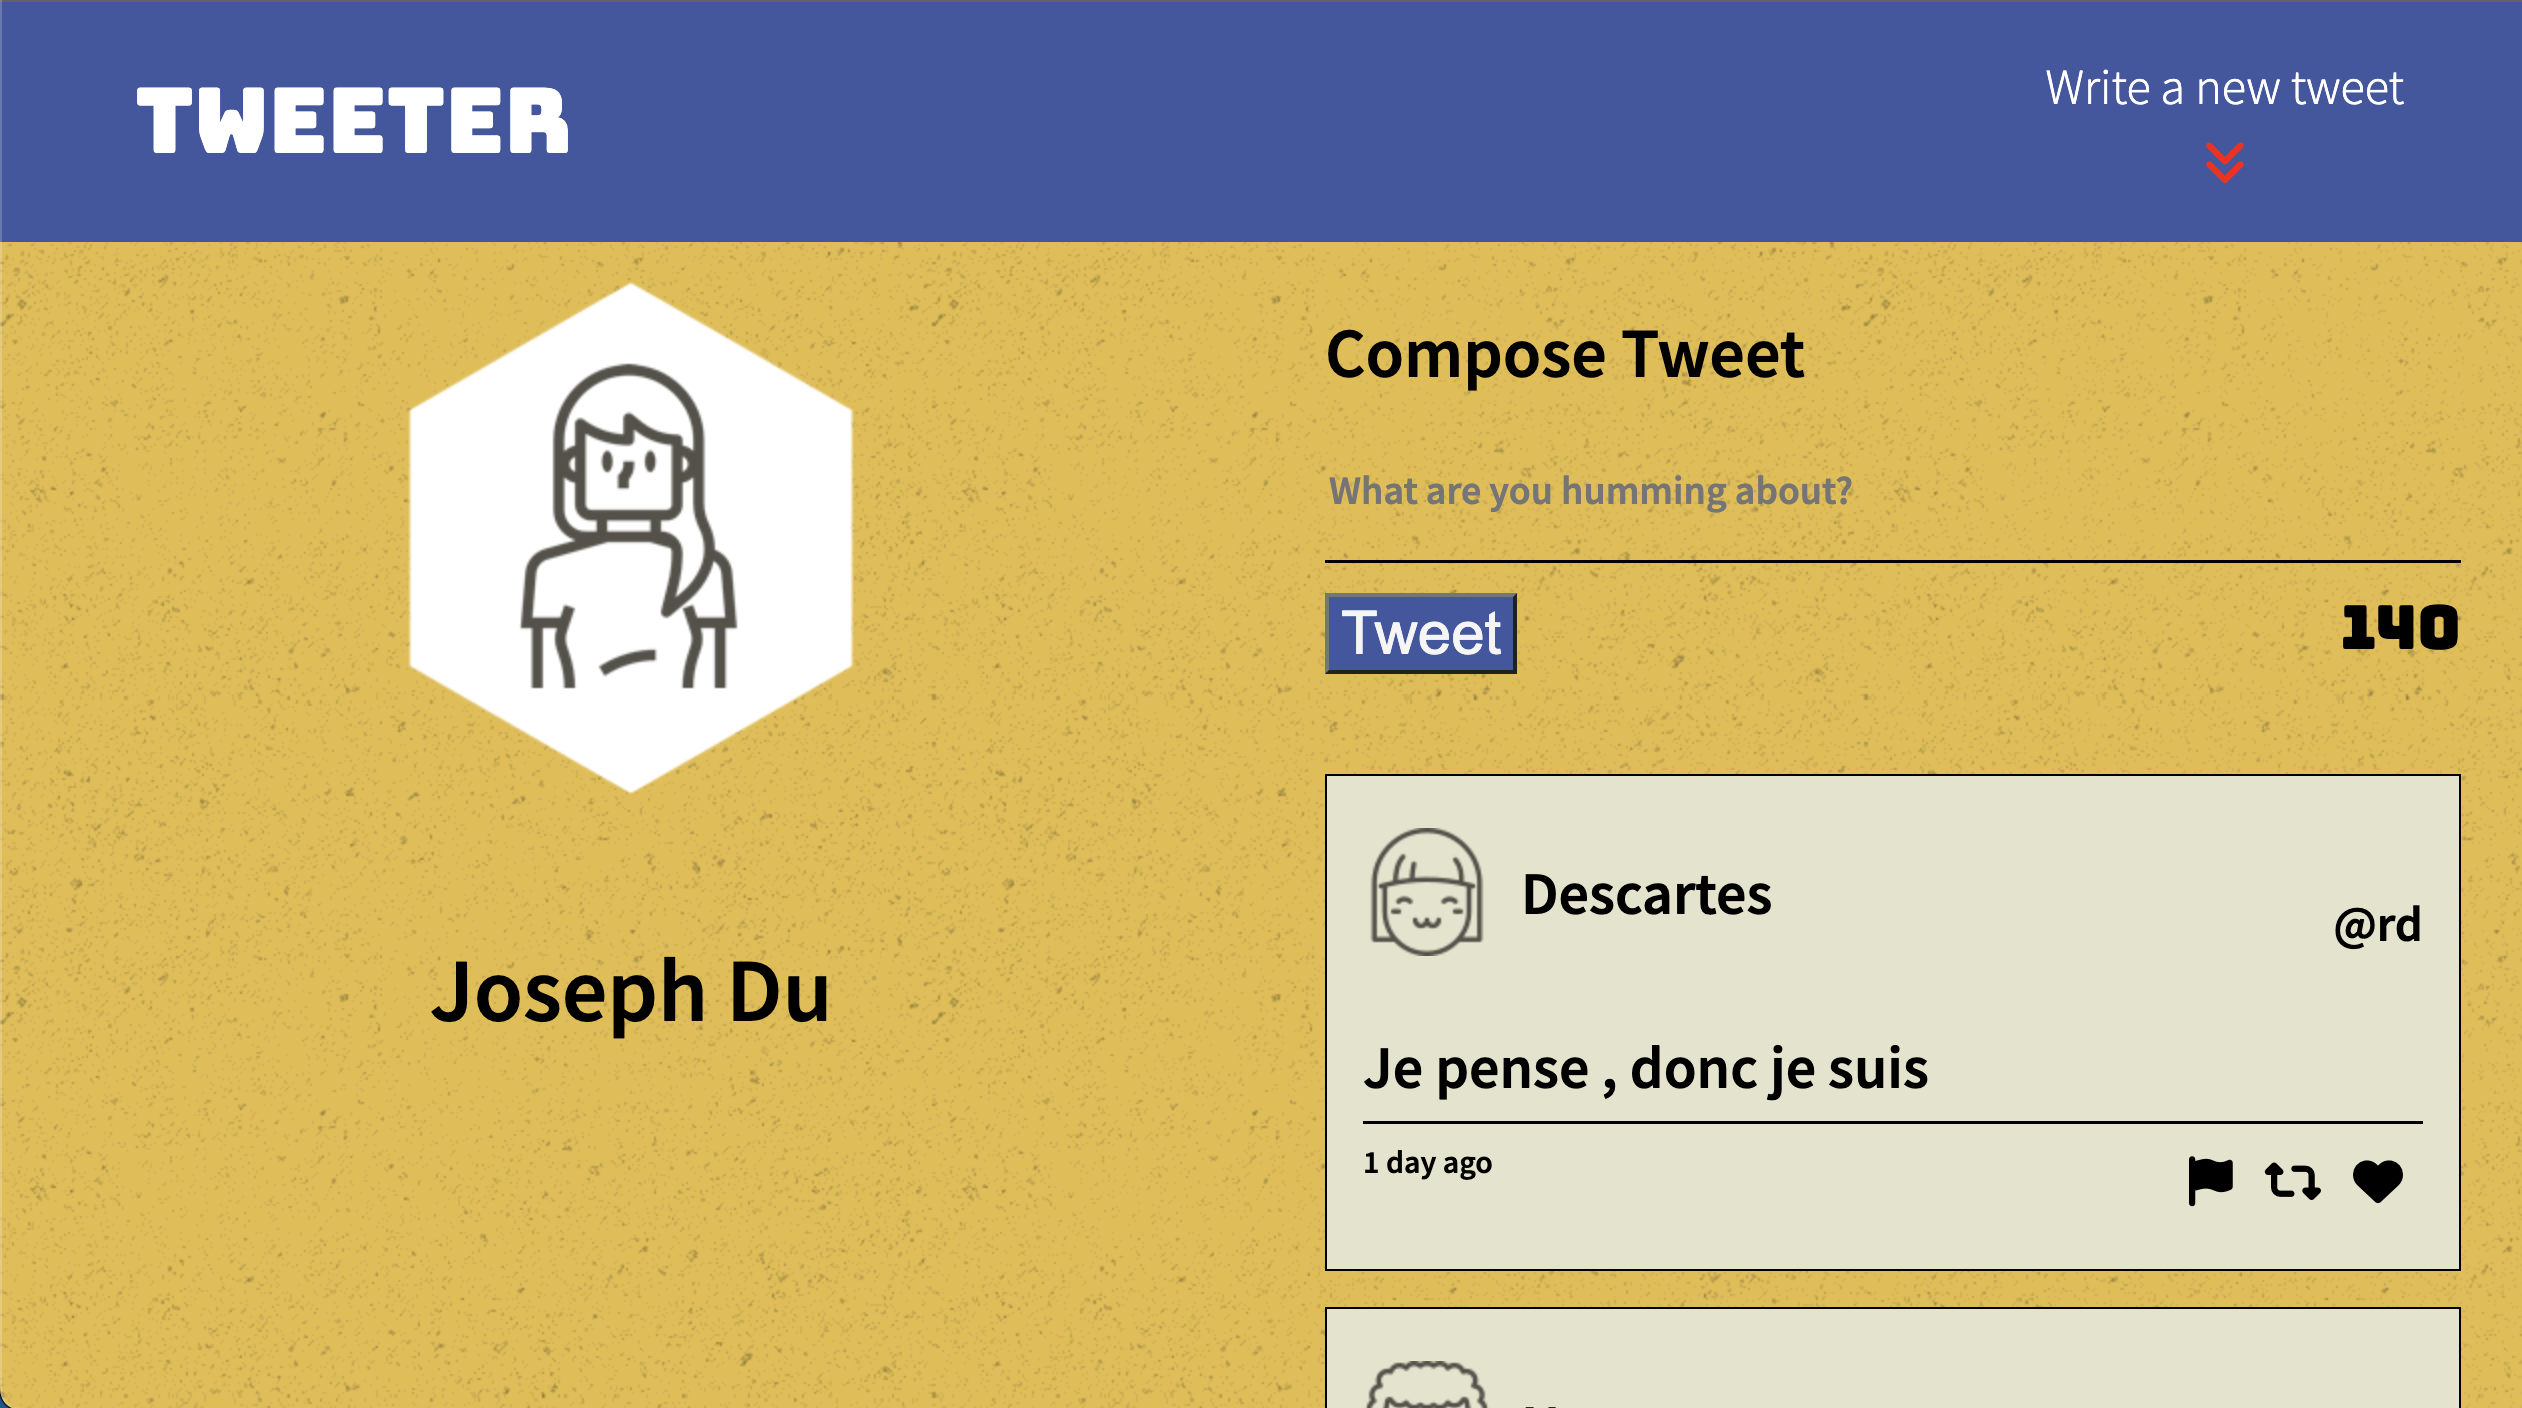 TWEETER
Write a new tweet
Joseph Du
Compose Tweet
What are you humming about?
Tweet
140
Descartes
@rd
Je pense , donc je suis
1 day ago